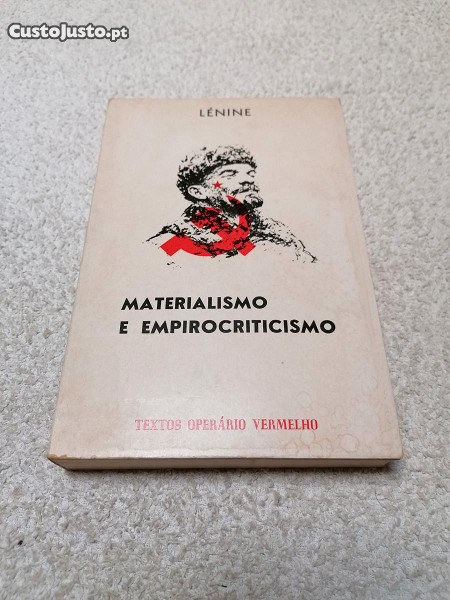 CustoJusto.pt
LÉNINE
MATERIALISMO
E EMPIROCRITICISMO
TEXTOS OPERÁRIO VERMELHO